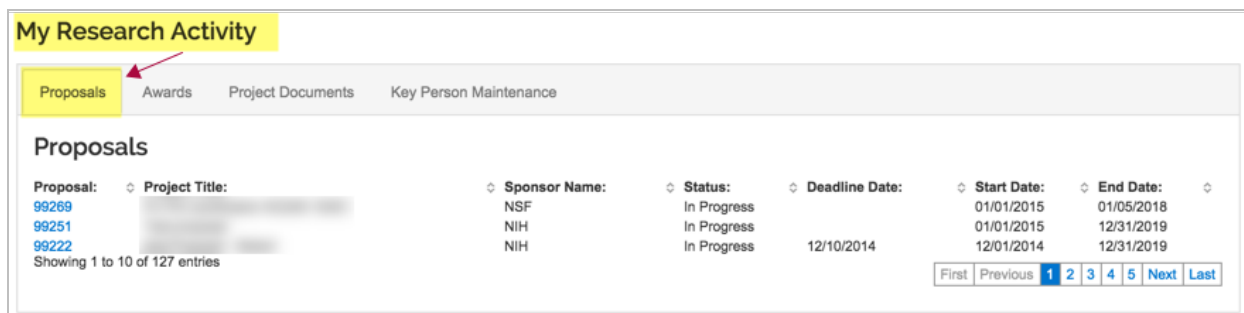 My Research Activity
Proposals Awards Project Documents Key Person Maintenance
Proposals
Proposal: Project Title: Sponsor Name: Status: Deadline Date: Start Date: End Date:
99269 NSF In Progress 01/01/2015 01/05/2018
99251 NIH In Progress 01/01/2015 12/31/2019
99222 NIH In Progress 12/10/2014 12/01/2014 12/31/2019
Showing 1 to 10 of 127 entries
First Previous 1 2 3 4 5 Next Last